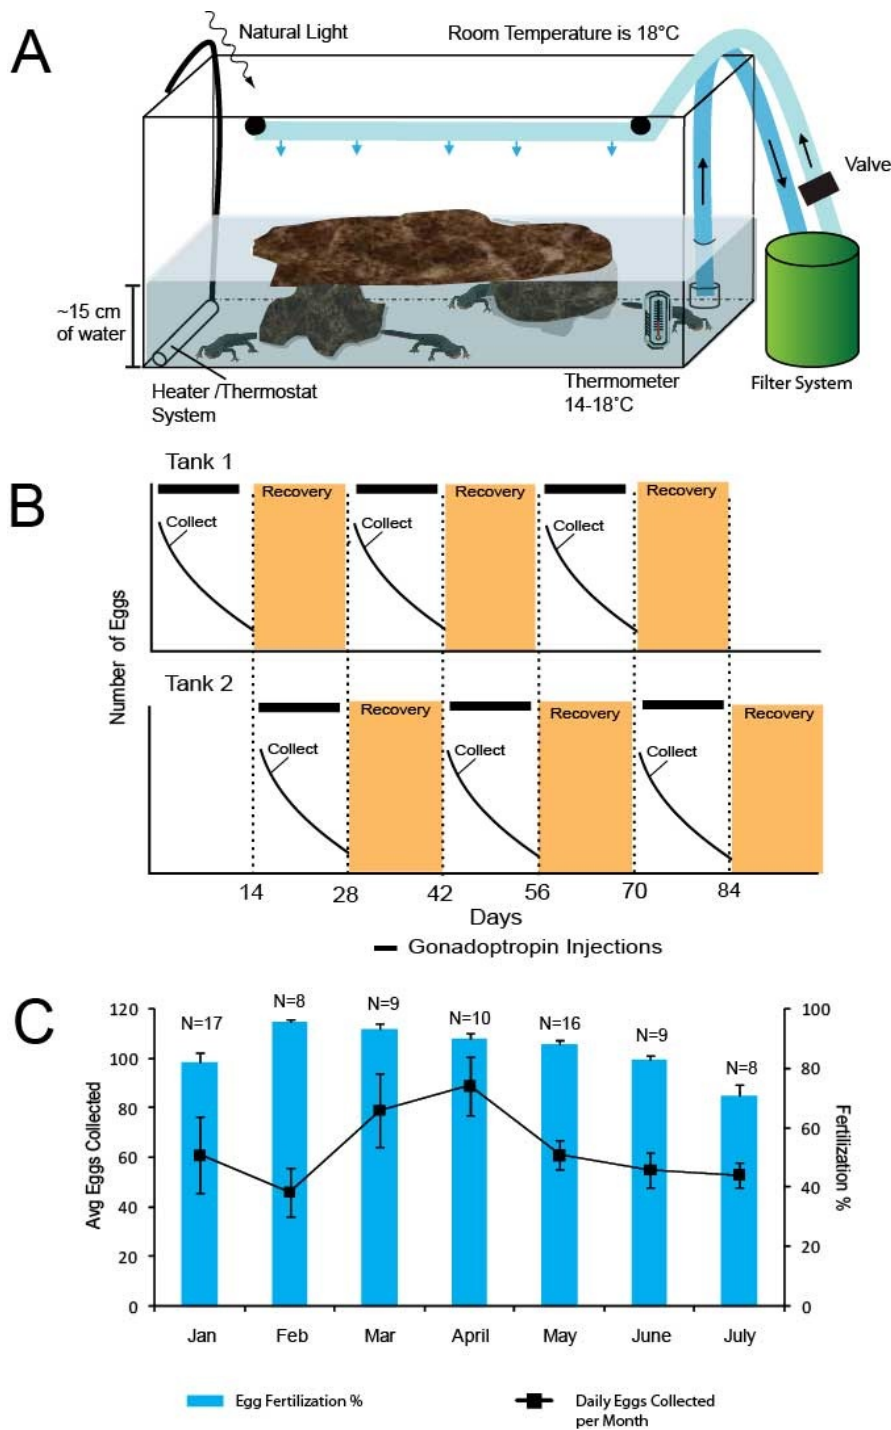 A
Natural Light
Room Temperature is 18°C
Valve
~15 cm
of water
Heater /Thermostat
System
Thermometer
14-18°C
Filter System
B
Tank 1
Recovery
Recovery
Recovery
Collect
Collect
Collect
Number of Eggs
Tank 2
Recovery
Recovery
Recovery
Collect
Collect
Collect
14 28 42 56 70 84
Days
Gonadoptropin Injections
C
120
100
80
60
40
20
0
Avg Eggs Collected
N=17
N=8
N=9
N=10
N=16
N=9
N=8
100
80
60
40
20
0
Fertilization %
Jan Feb Mar April May June July
Egg Fertilization %
Daily Eggs Collected
per Month